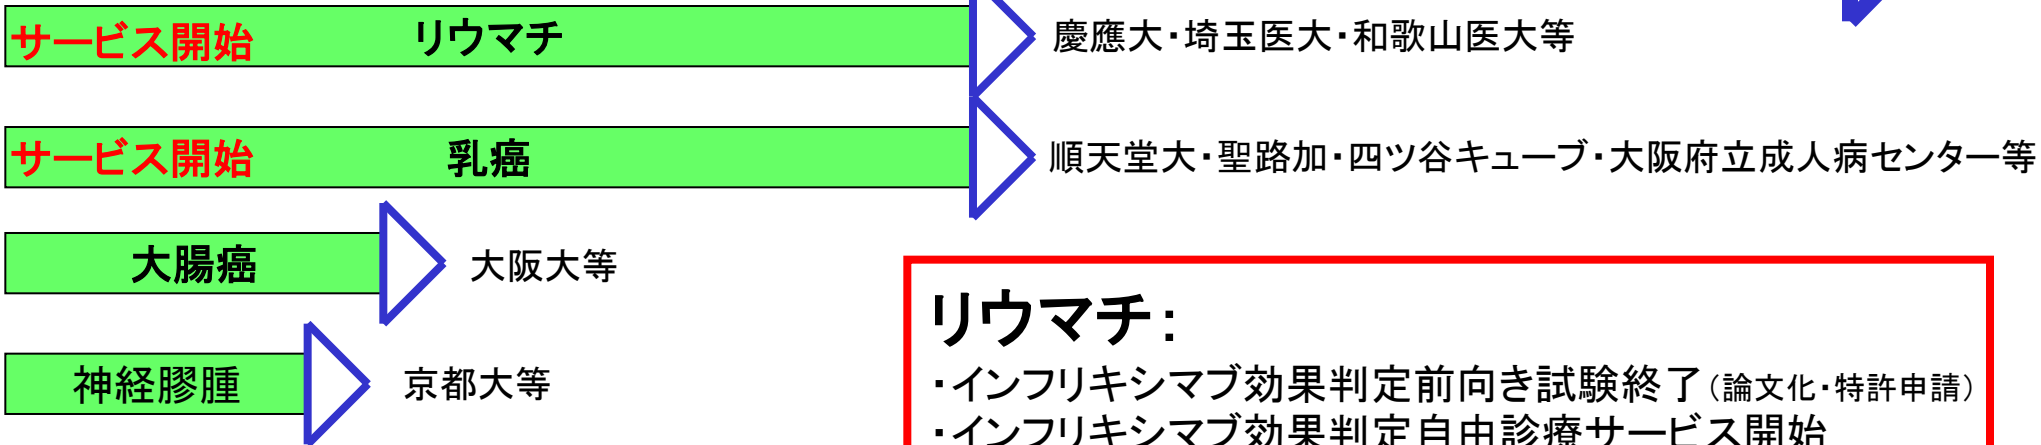 サービス開始 リウマチ 慶應大・埼玉医大・和歌山医大等
サービス開始 乳癌 順天堂大・聖路加・四ツ谷キューブ・大阪府立成人病センター等
大腸癌 大阪大等
神経膠腫 京都大等
リウマチ:
・インフリキシマブ効果判定前向き試験終了(論文化・特許申請)
・インフリキシマブ効果判定自由診療サービス開始